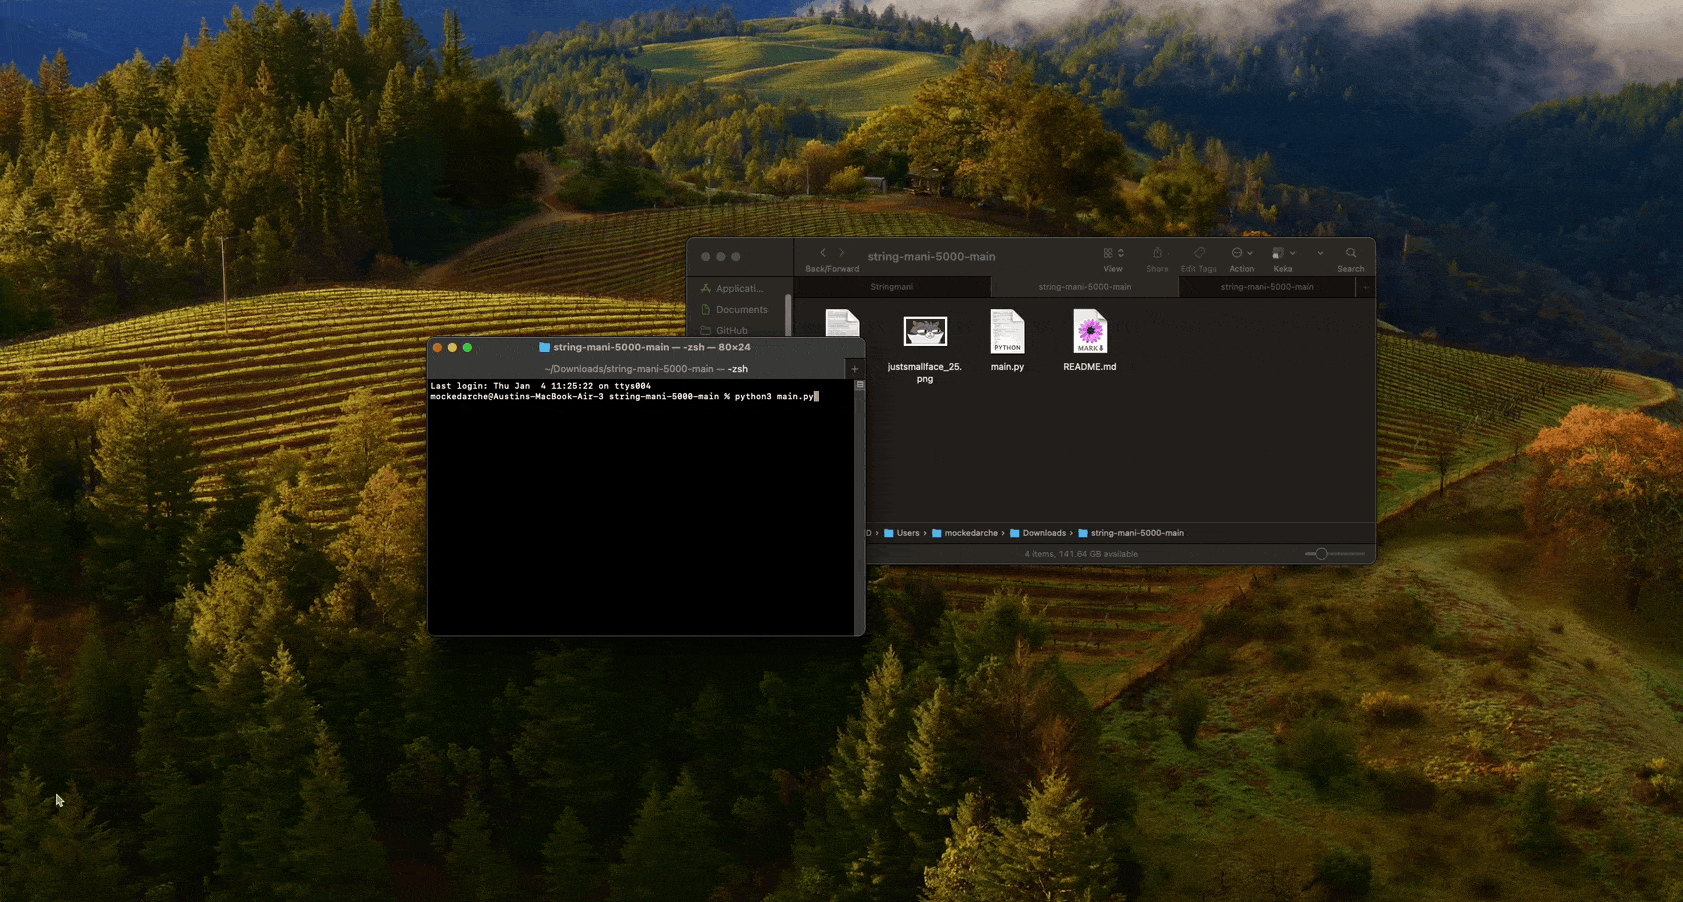 string-mani-5000-main
Back/Forward
View
Share
Edit Tags
Action
Keka
Search
Stringmani
string-mani-5000-main
string-mani-5000-main
Applicati...
Documents
GitHub
justsmallface_25.
png
PYTHON
main.py
MARK
README.md
string-mani-5000-main — -zsh — 80×24
~/Downloads/string-mani-5000-main — -zsh
Last login: Thu Jan  4 11:25:22 on ttys004
mockedarche@Austins-MacBook-Air-3 string-mani-5000-main % python3 main.py
D › Users › mockedarche › Downloads › string-mani-5000-main
4 items, 141.64 GB available